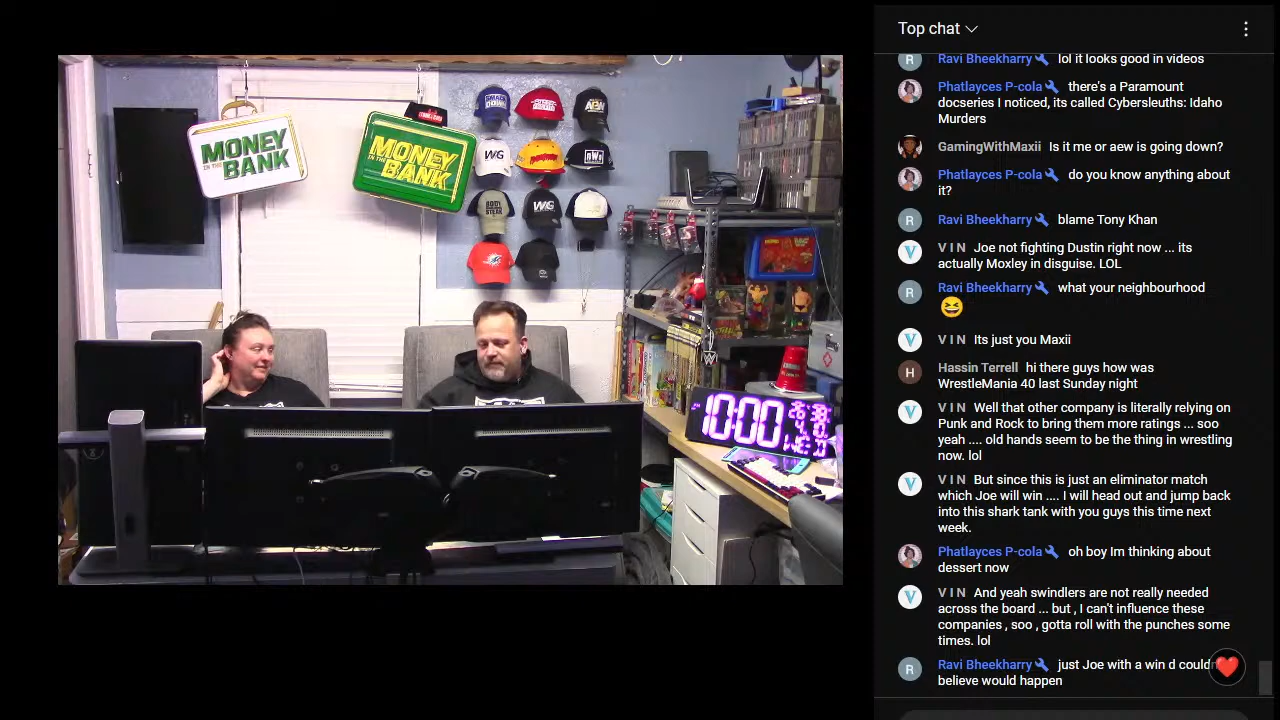 MONEY
IN THE
BANK
MONEY
IN THE
BANK
WG
nWo
WG
10:00
Top chat
Ravi Bheekharry lol it looks good in videos
Phatlayces P-cola there's a Paramount
docseries I noticed, its called Cybersleuths: Idaho
Murders
GamingWithMaxii Is it me or aew is going down?
Phatlayces P-cola do you know anything about
it?
R
Ravi Bheekharry blame Tony Khan
V
V I N Joe not fighting Dustin right now ... its
actually Moxley in disguise. LOL
R
Ravi Bheekharry what your neighbourhood
😆
V
V I N Its just you Maxii
H
Hassin Terrell hi there guys how was
WrestleMania 40 last Sunday night
V
V I N Well that other company is literally relying on
Punk and Rock to bring them more ratings ... soo
yeah .... old hands seem to be the thing in wrestling
now. lol
V
V I N But since this is just an eliminator match
which Joe will win .... I will head out and jump back
into this shark tank with you guys this time next
week.
Phatlayces P-cola oh boy Im thinking about
dessert now
V
V I N And yeah swindlers are not really needed
across the board ... but , I can't influence these
companies , soo , gotta roll with the punches some
times. lol
R
Ravi Bheekharry just Joe with a win d could
believe would happen